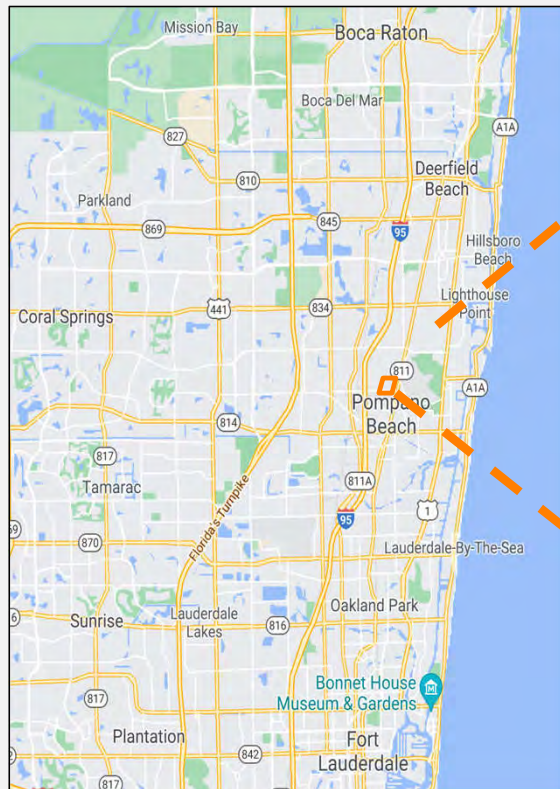 Mission Bay
Boca Raton
Boca Del Mar
A1A
827
Deerfield
Beach
810
Parkland
845
869
95
Hillsboro
Beach
Lighthouse
Point
441
834
Coral Springs
811
A1A
Pompano
Beach
814
817
811A
Tamarac
1
95
Florida's Turnpike
69
870
Lauderdale-By-The-Sea
Oakland Park
6
Sunrise
Lauderdale
Lakes
816
Bonnet House
Museum & Gardens
817
Plantation
842
Fort
Lauderdale
817